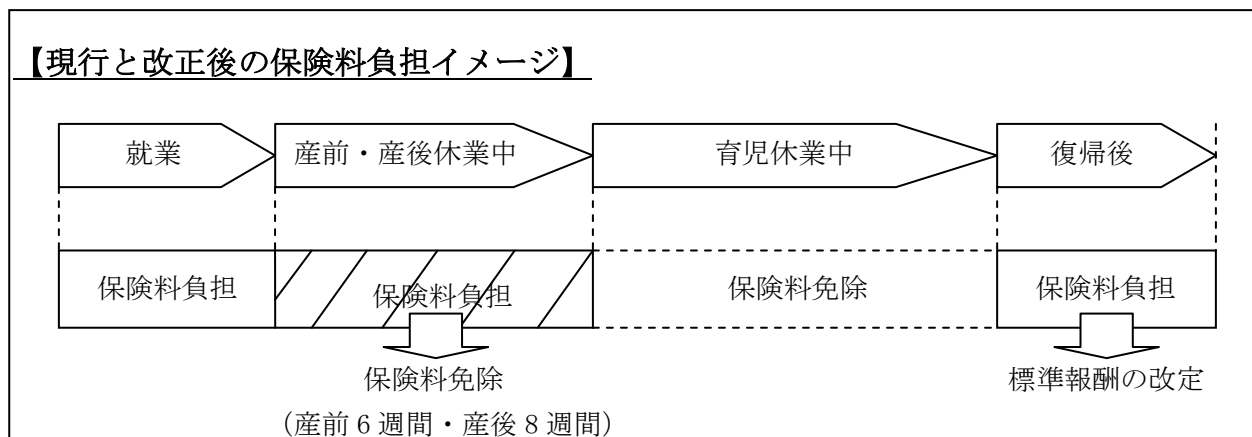 【現行と改正後の保険料負担イメージ】
就業 産前・産後休業中 育児休業中 復帰後
保険料負担 保険料負担 保険料免除 保険料負担
保険料免除 標準報酬の改定
（産前6週間・産後8週間）